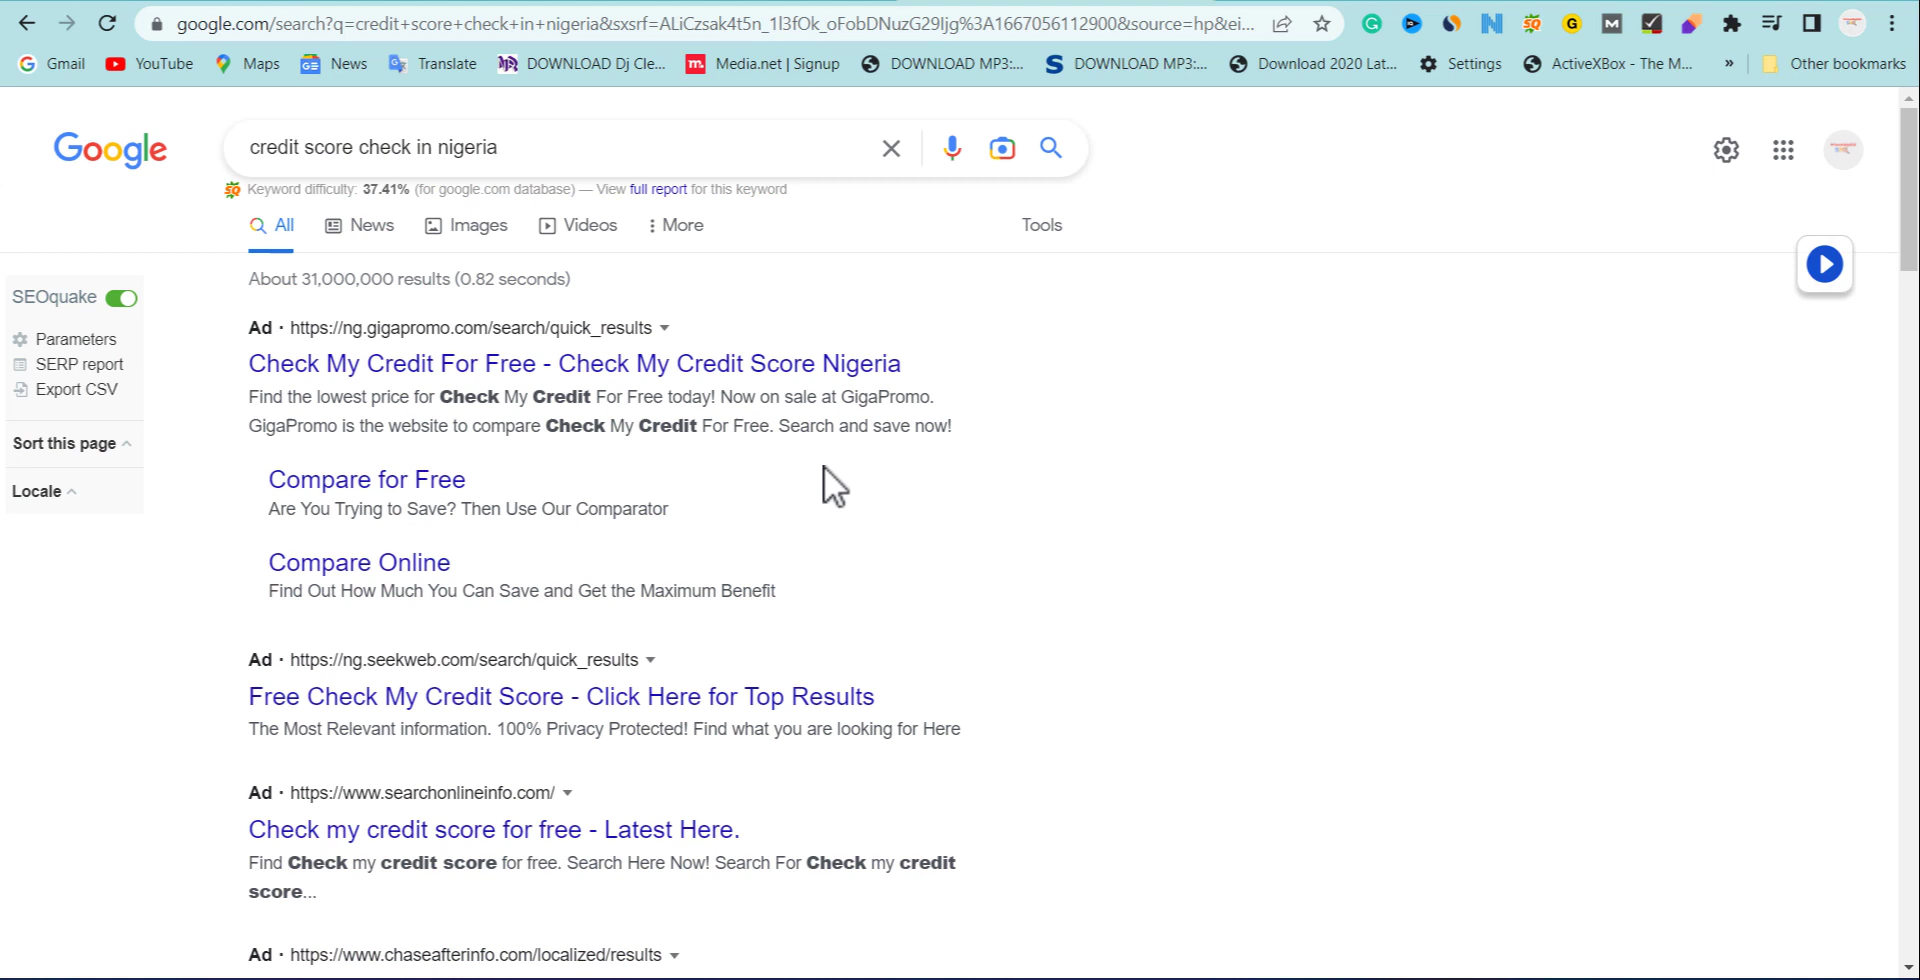 google.com/search?q=credit+score+check+in+nigeria&sxsrf=ALiCzsak4t5n_1l3fOk_oFobDNuzG29Ijg%3A1667056112900&source=hp&ei...
Gmail YouTube Maps News Translate DOWNLOAD Dj Cle... Media.net | Signup DOWNLOAD MP3:... DOWNLOAD MP3:... Download 2020 Lat... Settings ActiveXBox - The M... » Other bookmarks
Google
credit score check in nigeria
Keyword difficulty: 37.41% (for google.com database) — View full report for this keyword
All News Images Videos More Tools
About 31,000,000 results (0.82 seconds)
SEOquake
Parameters
SERP report
Export CSV
Sort this page
Locale
Ad · https://ng.gigapromo.com/search/quick_results
Check My Credit For Free - Check My Credit Score Nigeria
Find the lowest price for Check My Credit For Free today! Now on sale at GigaPromo.
GigaPromo is the website to compare Check My Credit For Free. Search and save now!
Compare for Free
Are You Trying to Save? Then Use Our Comparator
Compare Online
Find Out How Much You Can Save and Get the Maximum Benefit
Ad · https://ng.seekweb.com/search/quick_results
Free Check My Credit Score - Click Here for Top Results
The Most Relevant information. 100% Privacy Protected! Find what you are looking for Here
Ad · https://www.searchonlineinfo.com/
Check my credit score for free - Latest Here.
Find Check my credit score for free. Search Here Now! Search For Check my credit
score...
Ad · https://www.chaseafterinfo.com/localized/results